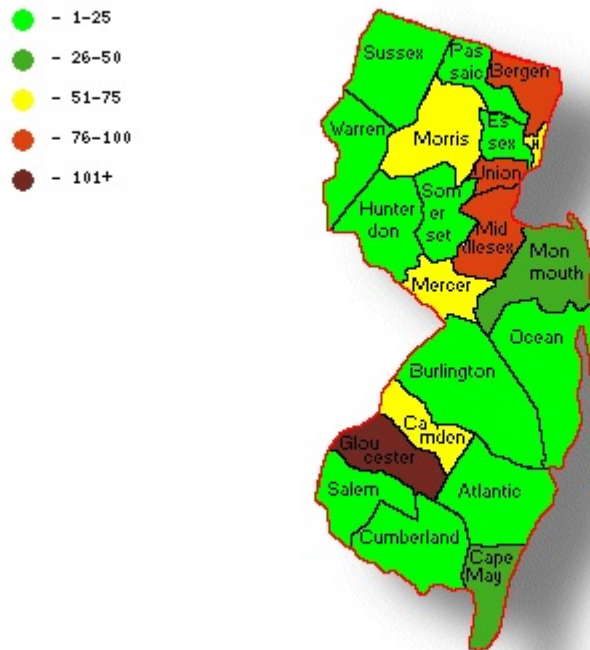 - 1-25
- 26-50
- 51-75
- 76-100
- 101+
Sussex
Pas
saic
Bergen
Warren
Morris
Es
sex
H
Union
Hunter
don
Som
er
set
Mid
dlesex
Mon
mouth
Mercer
Ocean
Burlington
Ca
mden
Glou
cester
Salem
Atlantic
Cumberland
Cape
May